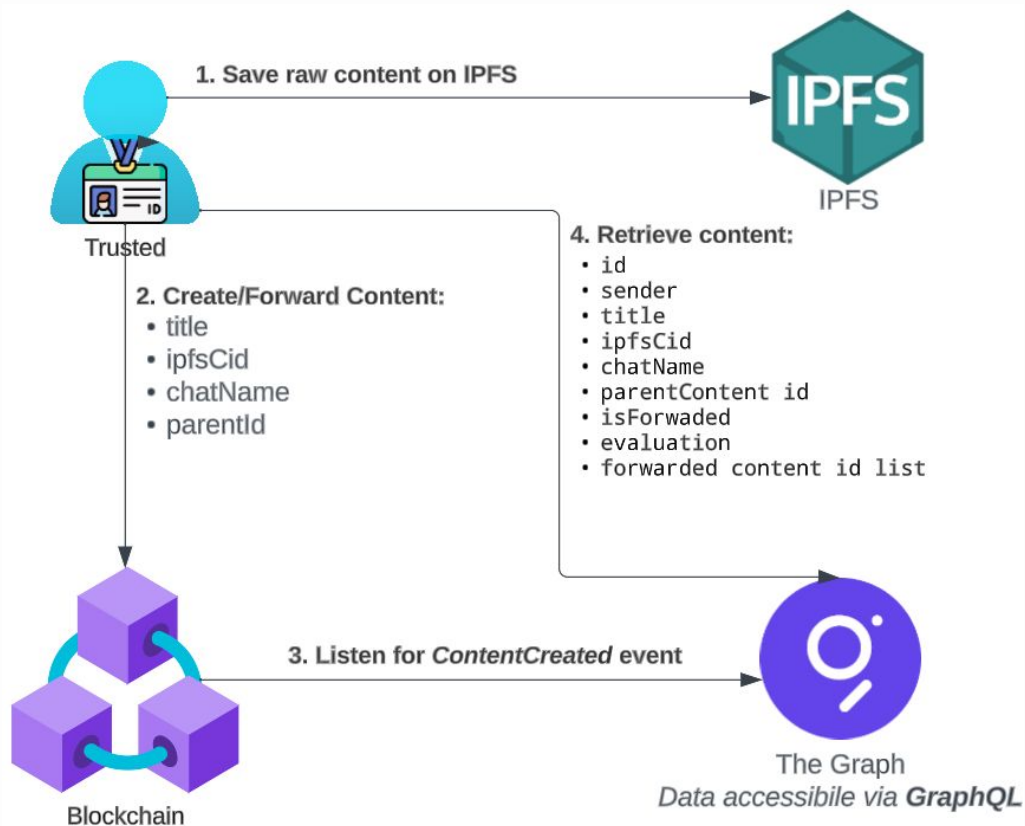 1. Save raw content on IPFS
IPFS
IPFS
ID
Trusted
2. Create/Forward Content:
• title
• ipfsCid
• chatName
• parentId
4. Retrieve content:
• id
• sender
• title
• ipfsCid
• chatName
• parentContent id
• isForwaded
• evaluation
• forwarded content id list
3. Listen for ContentCreated event
Blockchain
The Graph
Data accessibile via GraphQL